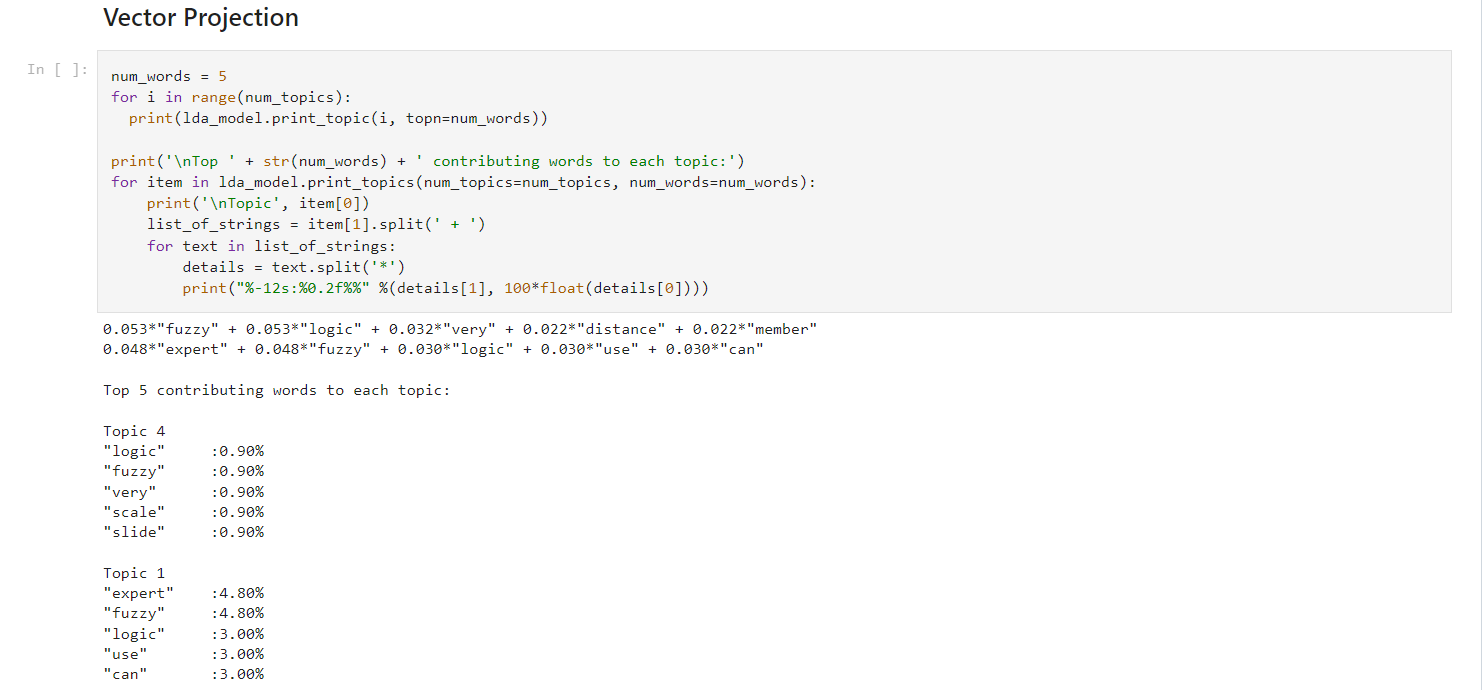 Vector Projection
In [ ]:
num_words = 5
for i in range(num_topics):
  print(lda_model.print_topic(i, topn=num_words))
print('\nTop ' + str(num_words) + ' contributing words to each topic:')
for item in lda_model.print_topics(num_topics=num_topics, num_words=num_words):
    print('\nTopic', item[0])
    list_of_strings = item[1].split(' + ')
    for text in list_of_strings:
        details = text.split('*')
        print("%-12s:%0.2f%%" %(details[1], 100*float(details[0])))
0.053*"fuzzy" + 0.053*"logic" + 0.032*"very" + 0.022*"distance" + 0.022*"member"
0.048*"expert" + 0.048*"fuzzy" + 0.030*"logic" + 0.030*"use" + 0.030*"can"
Top 5 contributing words to each topic:
Topic 4
"logic"     :0.90%
"fuzzy"     :0.90%
"very"      :0.90%
"scale"     :0.90%
"slide"     :0.90%
Topic 1
"expert"    :4.80%
"fuzzy"     :4.80%
"logic"     :3.00%
"use"       :3.00%
"can"       :3.00%